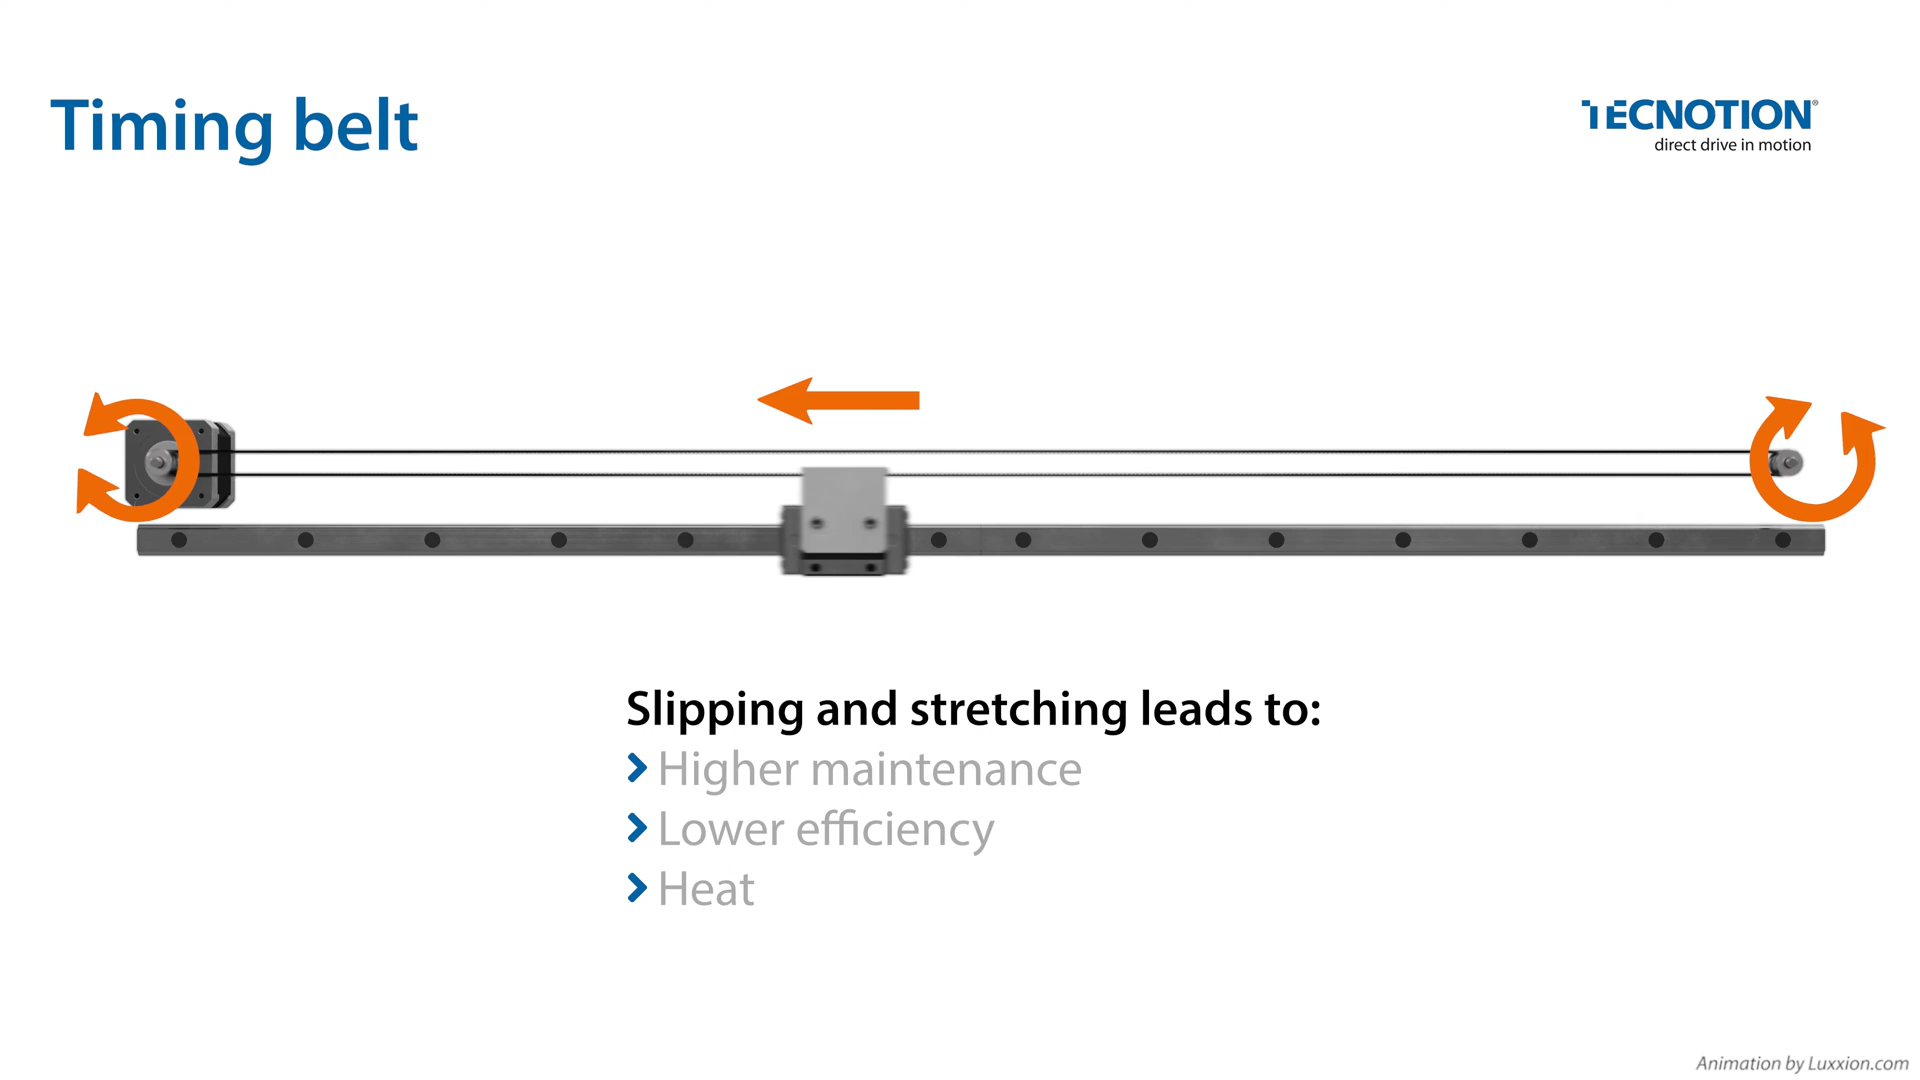 Timing belt
TECNOTION®
direct drive in motion
Slipping and stretching leads to:
Higher maintenance
Lower efficiency
Heat
Animation by Luxxion.com